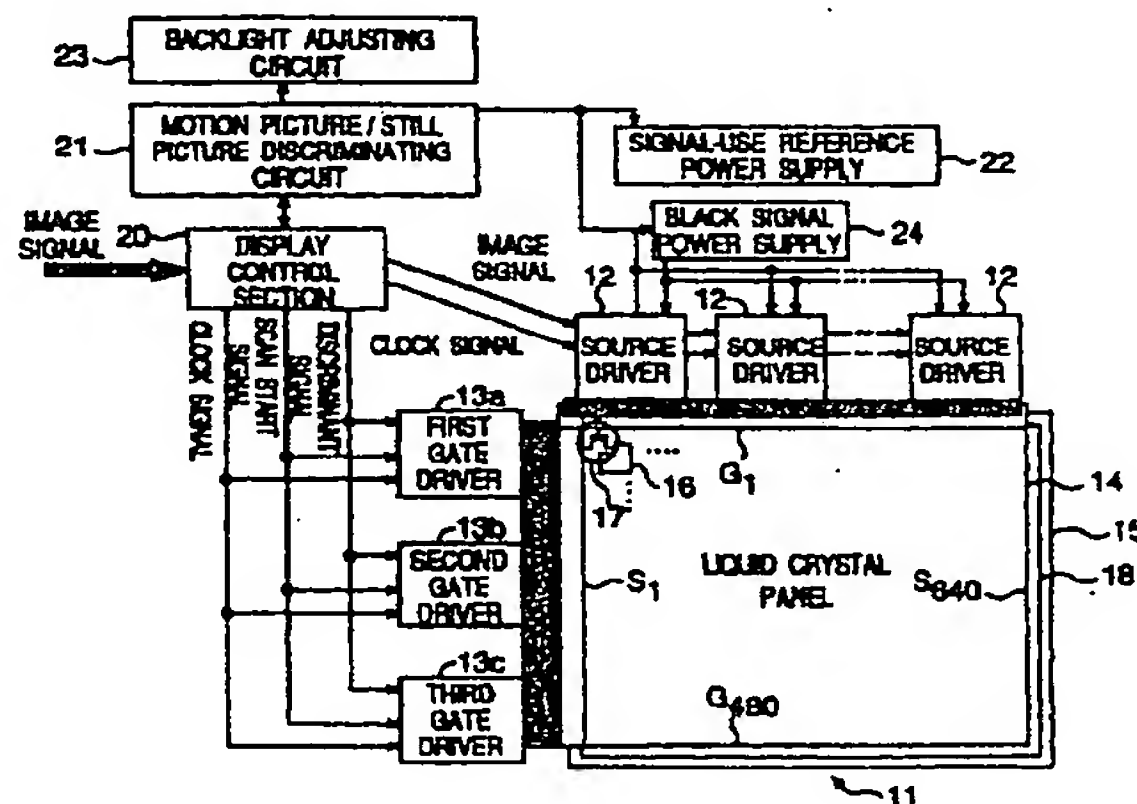 BACKLIGHT ADJUSTING
CIRCUIT
23
MOTION PICTURE / STILL
PICTURE DISCRIMINATING
CIRCUIT
21
SIGNAL-USE REFERENCE
POWER SUPPLY
22
IMAGE
SIGNAL
20
DISPLAY
CONTROL
SECTION
IMAGE
SIGNAL
BLACK SIGNAL
POWER SUPPLY
24
12
12
12
CLOCK SIGNAL
SOURCE
DRIVER
SOURCE
DRIVER
SOURCE
DRIVER
CLOCK SIGNAL
SCAN START
SIGNAL
DISCRIMINANT
SIGNAL
13a
FIRST
GATE
DRIVER
13b
SECOND
GATE
DRIVER
13c
THIRD
GATE
DRIVER
16
17
G1
14
15
18
S1
LIQUID CRYSTAL
PANEL
S640
G480
11